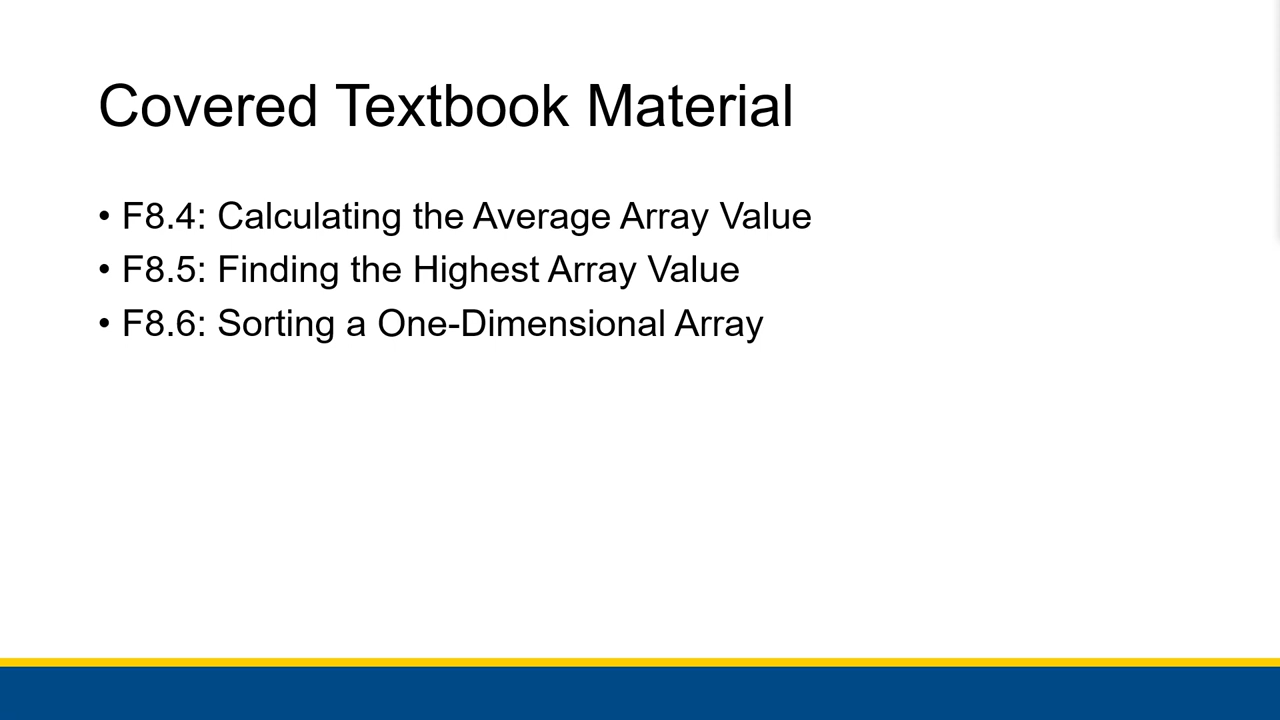 Covered Textbook Material
• F8.4: Calculating the Average Array Value
• F8.5: Finding the Highest Array Value
• F8.6: Sorting a One-Dimensional Array